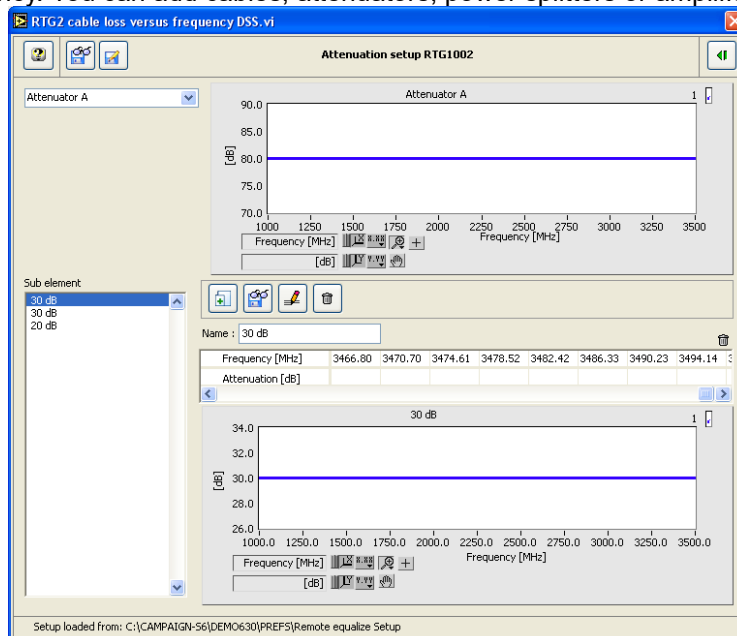 You can add cables, attenuators, power splitters or
RTG2 cable loss versus frequency DSS.vi
Attenuation setup RTG1002
Attenuator A
Attenuator A
1
90.0
85.0
80.0
75.0
70.0
[dB]
1000 1250 1500 1750 2000 2250 2500 2750 3000 3250 3500
Frequency [MHz]
Frequency [MHz]
[dB]
Sub element
30 dB
30 dB
20 dB
Name : 30 dB
Frequency [MHz] 3466.80 3470.70 3474.61 3478.52 3482.42 3486.33 3490.23 3494.14
Attenuation [dB]
30 dB
1
34.0
32.0
30.0
28.0
26.0
[dB]
1000.0 1250.0 1500.0 1750.0 2000.0 2250.0 2500.0 2750.0 3000.0 3250.0 3500.0
Frequency [MHz]
Frequency [MHz]
[dB]
Setup loaded from: C:\CAMPAIGN-S6\DEMO630\PREFS\Remote equalize Setup